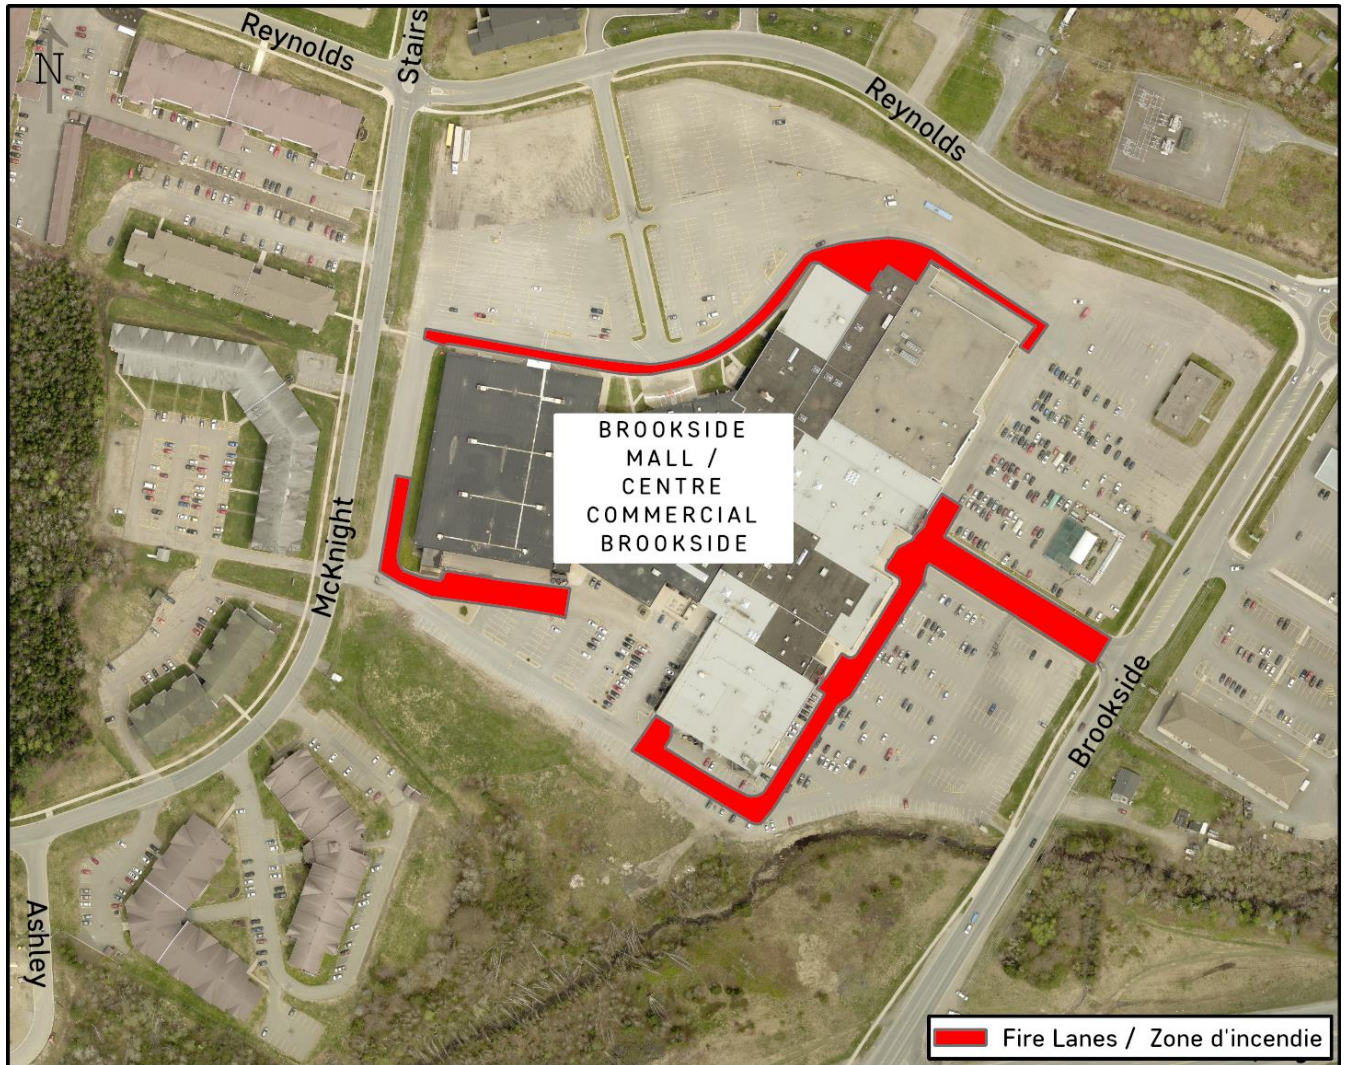 Reynolds
Stairs
N
Reynolds
BROOKSIDE
MALL /
CENTRE
COMMERCIAL
BROOKSIDE
McKnight
Brookside
Ashley
Fire Lanes / Zone d'incendie